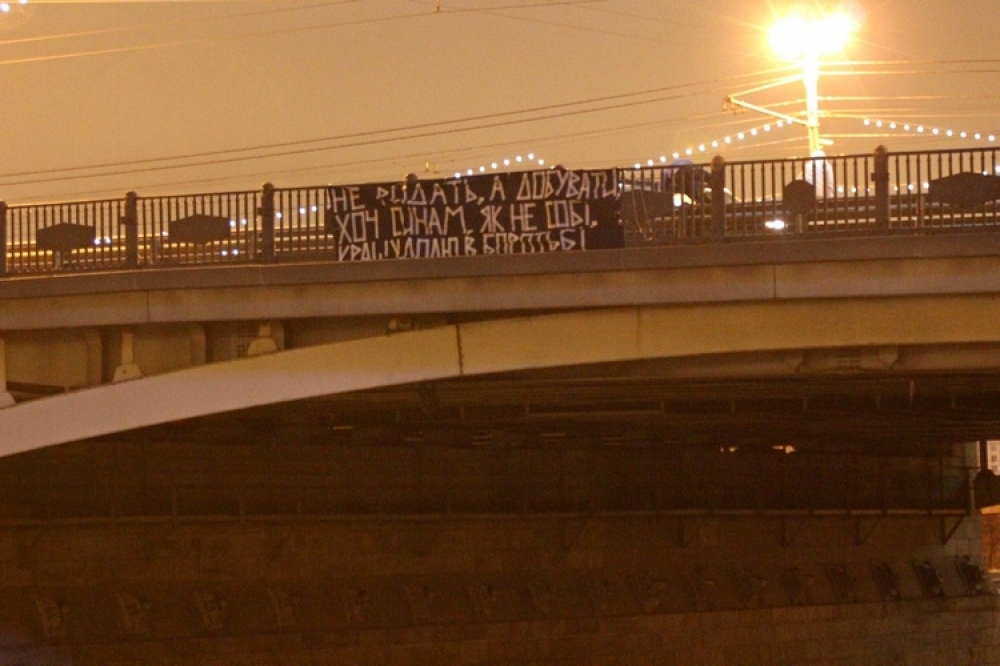 НЕ РИДАТЬ, А ДОБУВАТИ
ХОЧ СИНАМ, ЯК НЕ СОБІ,
КРАЩУ ДОЛЮ В БОРОТЬБІ